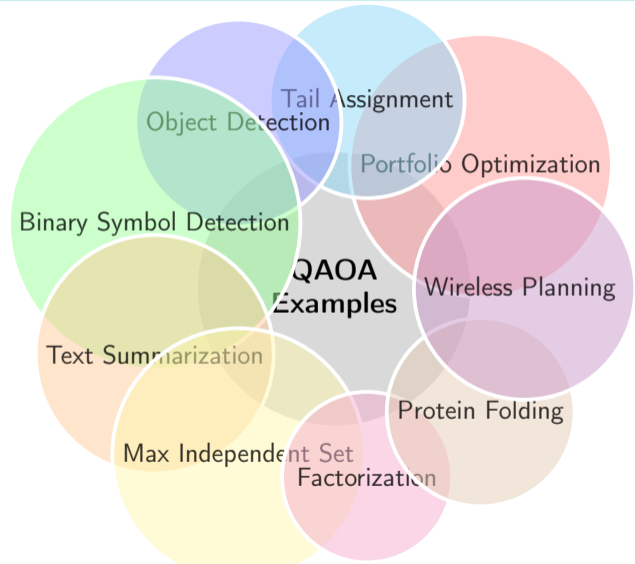 Tail Assignment
Object Detection
Portfolio Optimization
Binary Symbol Detection
QAOA
Examples
Wireless Planning
Text Summarization
Protein Folding
Max Independent Set
Factorization